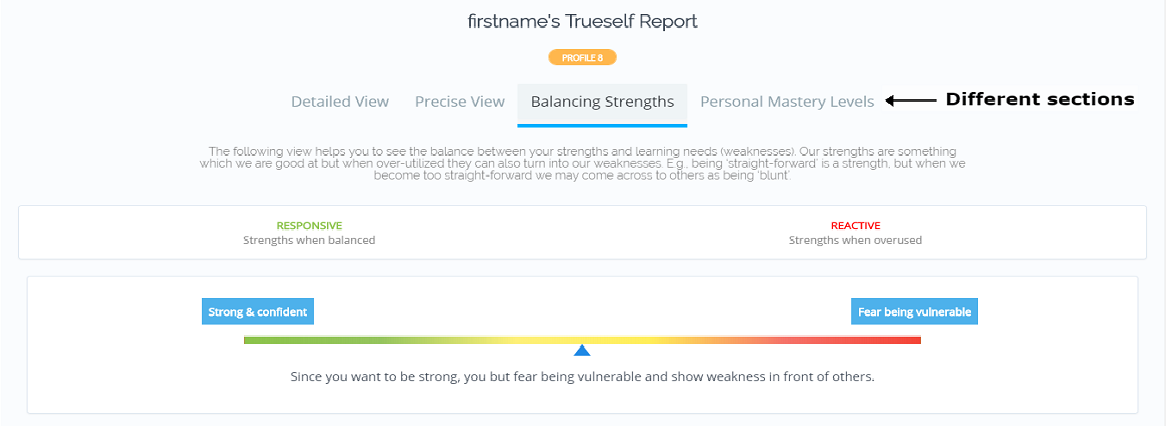 firstname's Trueself Report
PROFILE 8
Detailed View Precise View Balancing Strengths Personal Mastery Levels Different sections
The following view helps you to see the balance between your strengths and learning needs (weaknesses). Our strengths are something
which we are good at but when over-utilized they can also turn into our weaknesses. E.g., being 'straight-forward' is a strength, but when we
become too straight-forward we may come across to others as being 'blunt'.
RESPONSIVE REACTIVE
Strengths when balanced Strengths when overused
Strong & confident Fear being vulnerable
Since you want to be strong, you but fear being vulnerable and show weakness in front of others.